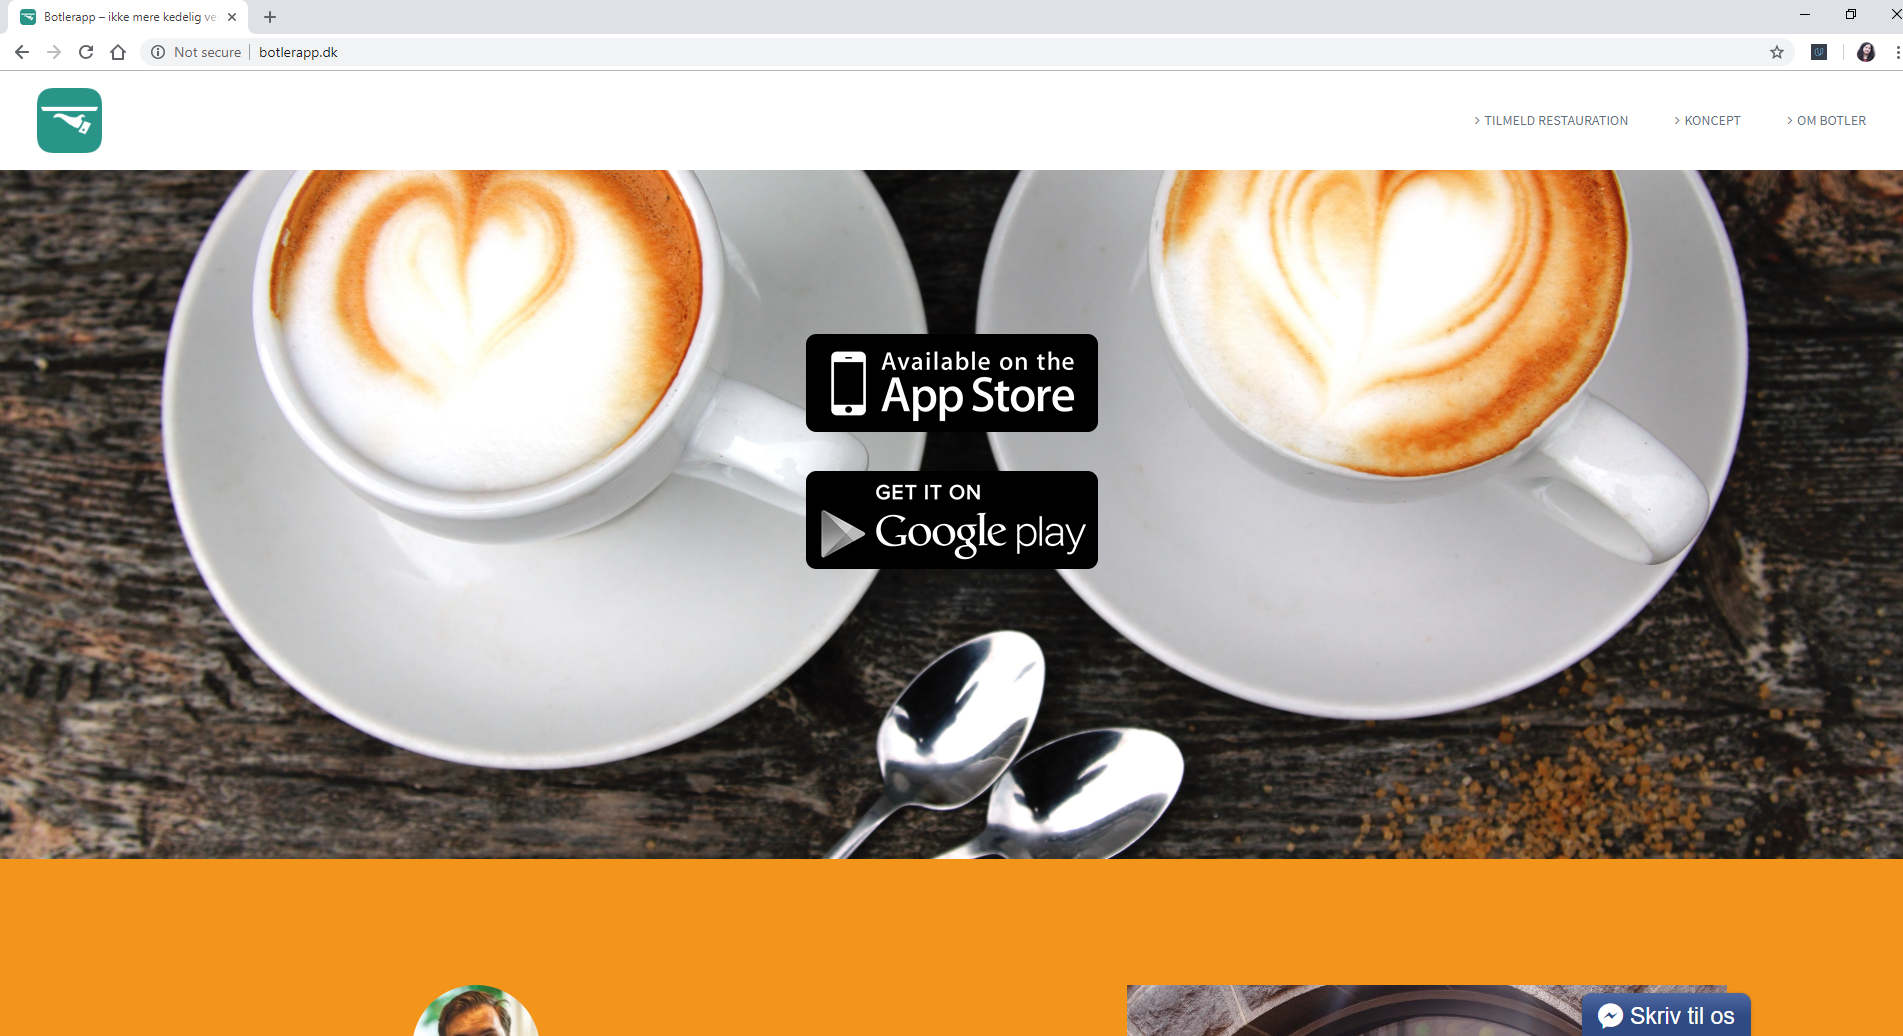 Botlerapp – ikke mere kedelig ve
Not secure
botlerapp.dk
TILMELD RESTAURATION
KONCEPT
OM BOTLER
Available on the
App Store
GET IT ON
Google play
Skriv til os